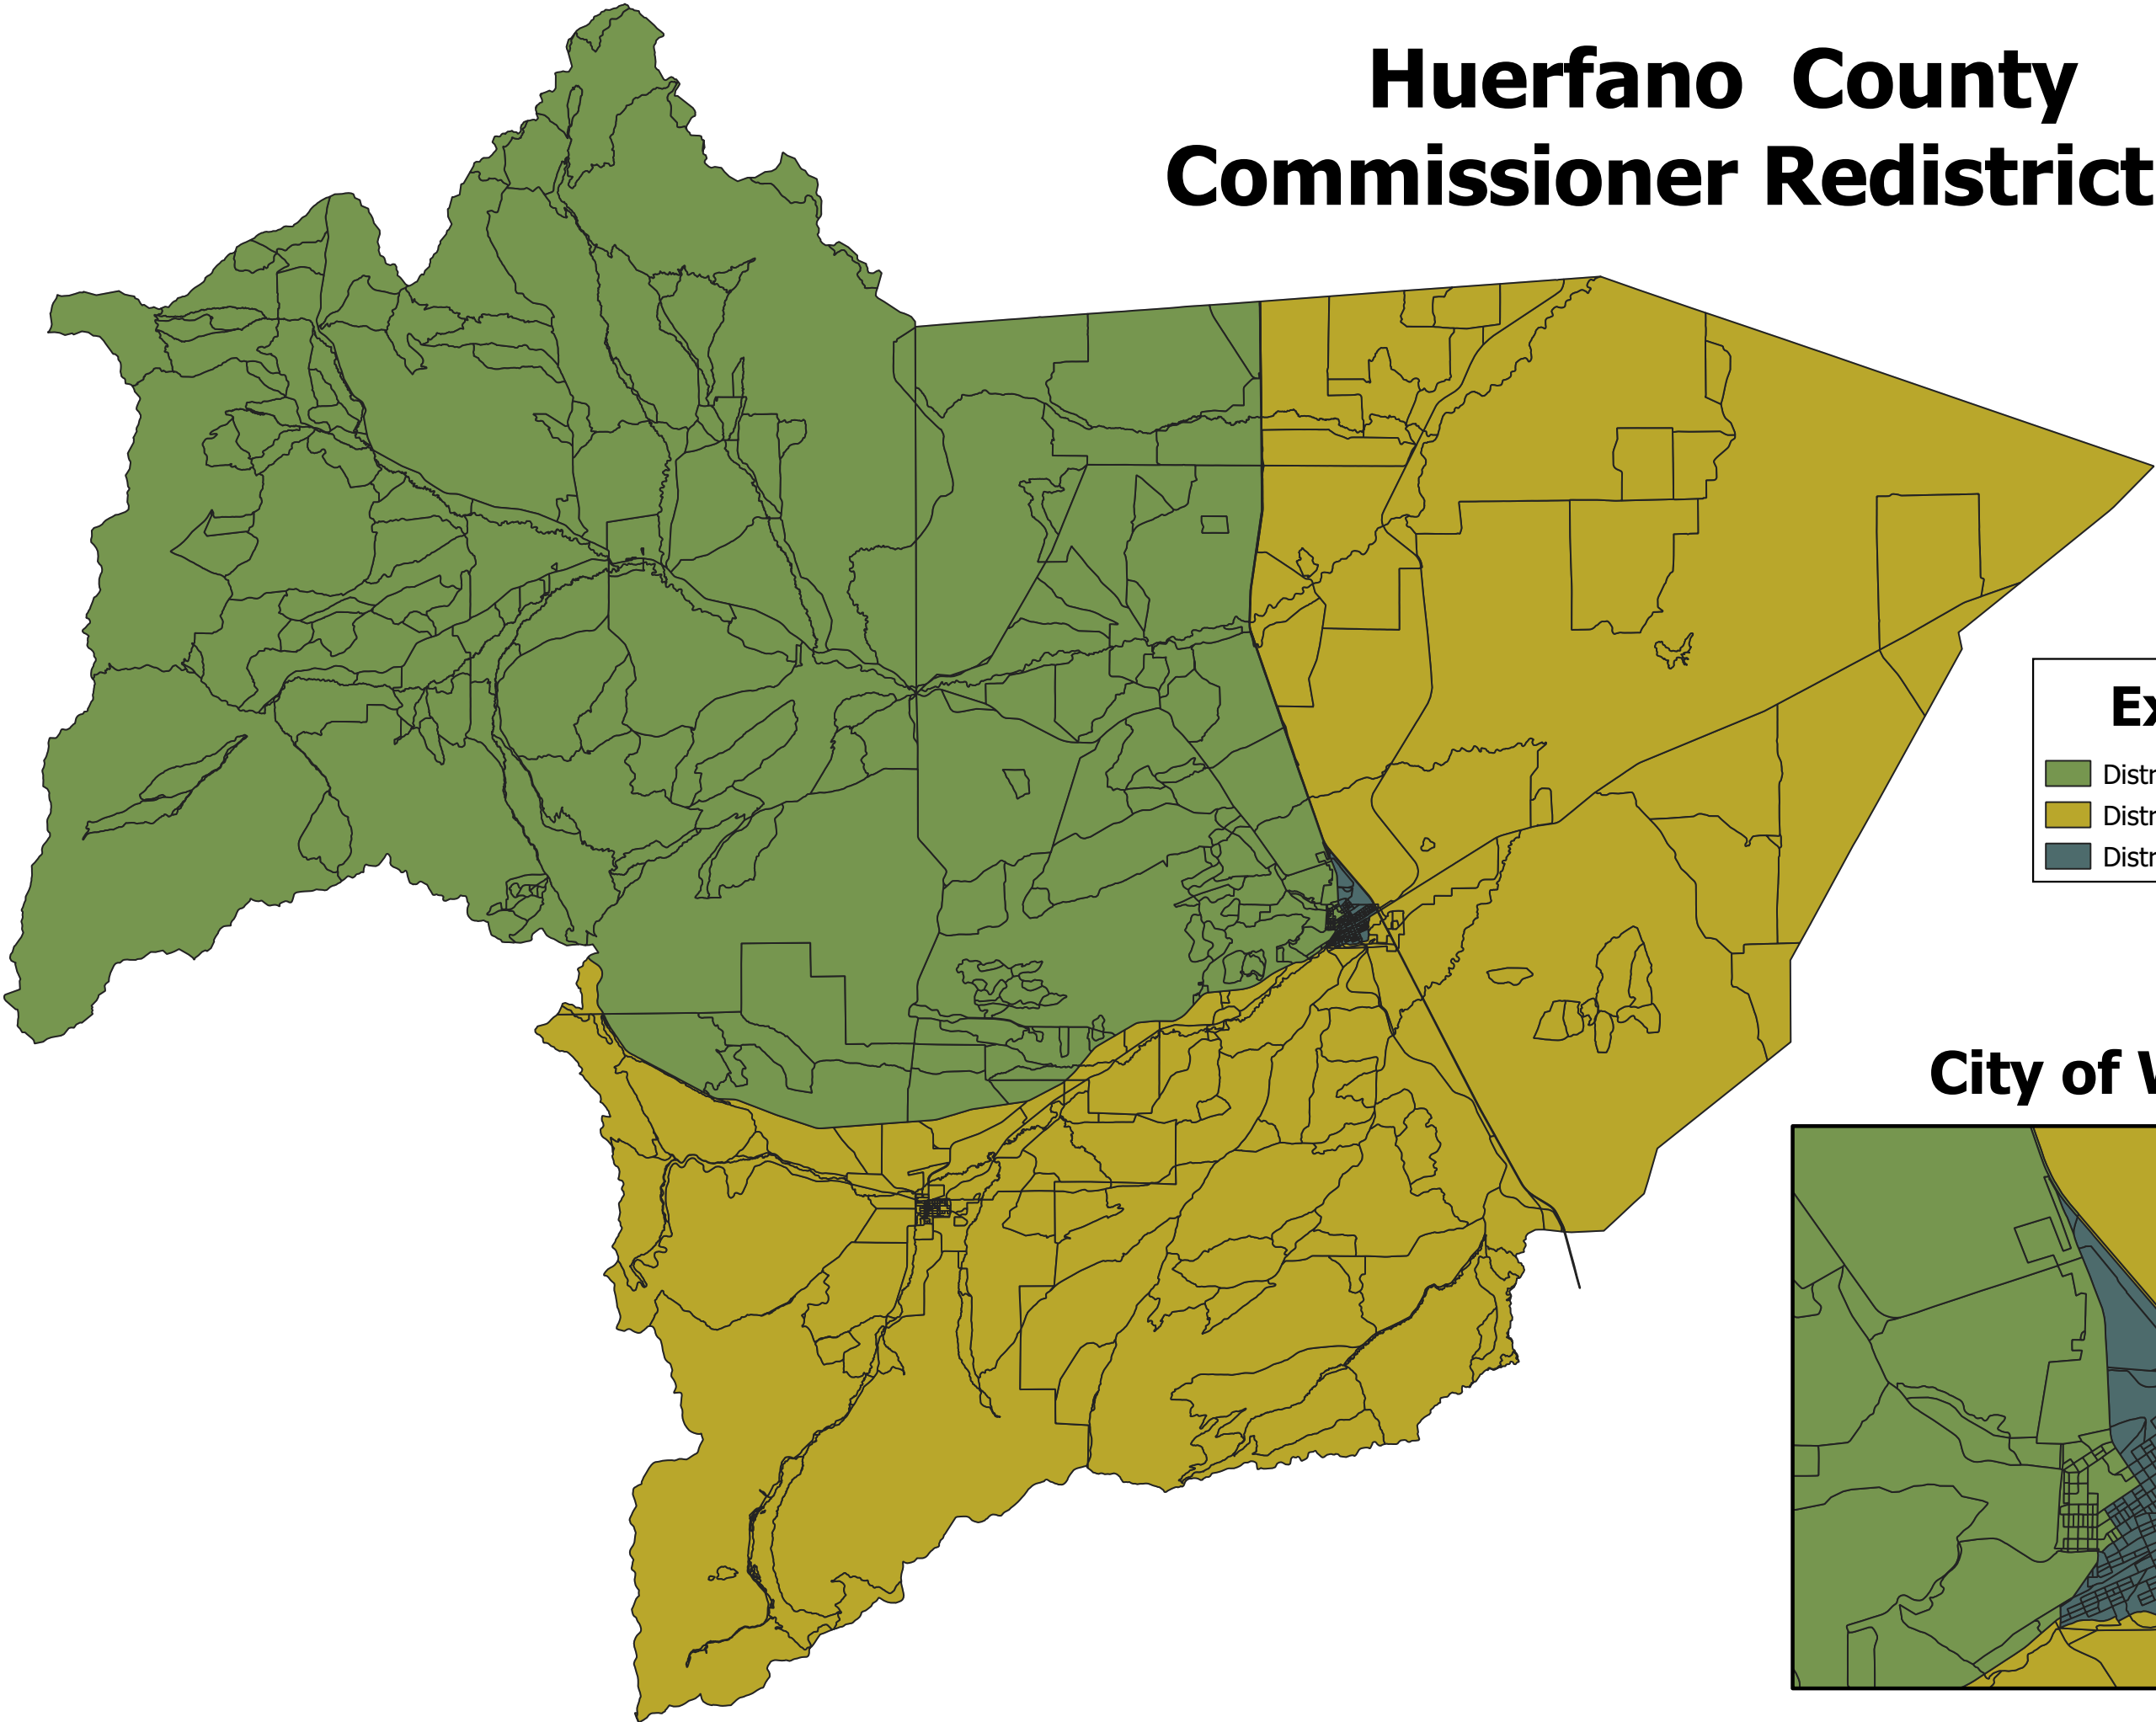 Huerfano County
Commissioner Redistrict
Ex
Distr
Distr
Distr
City of